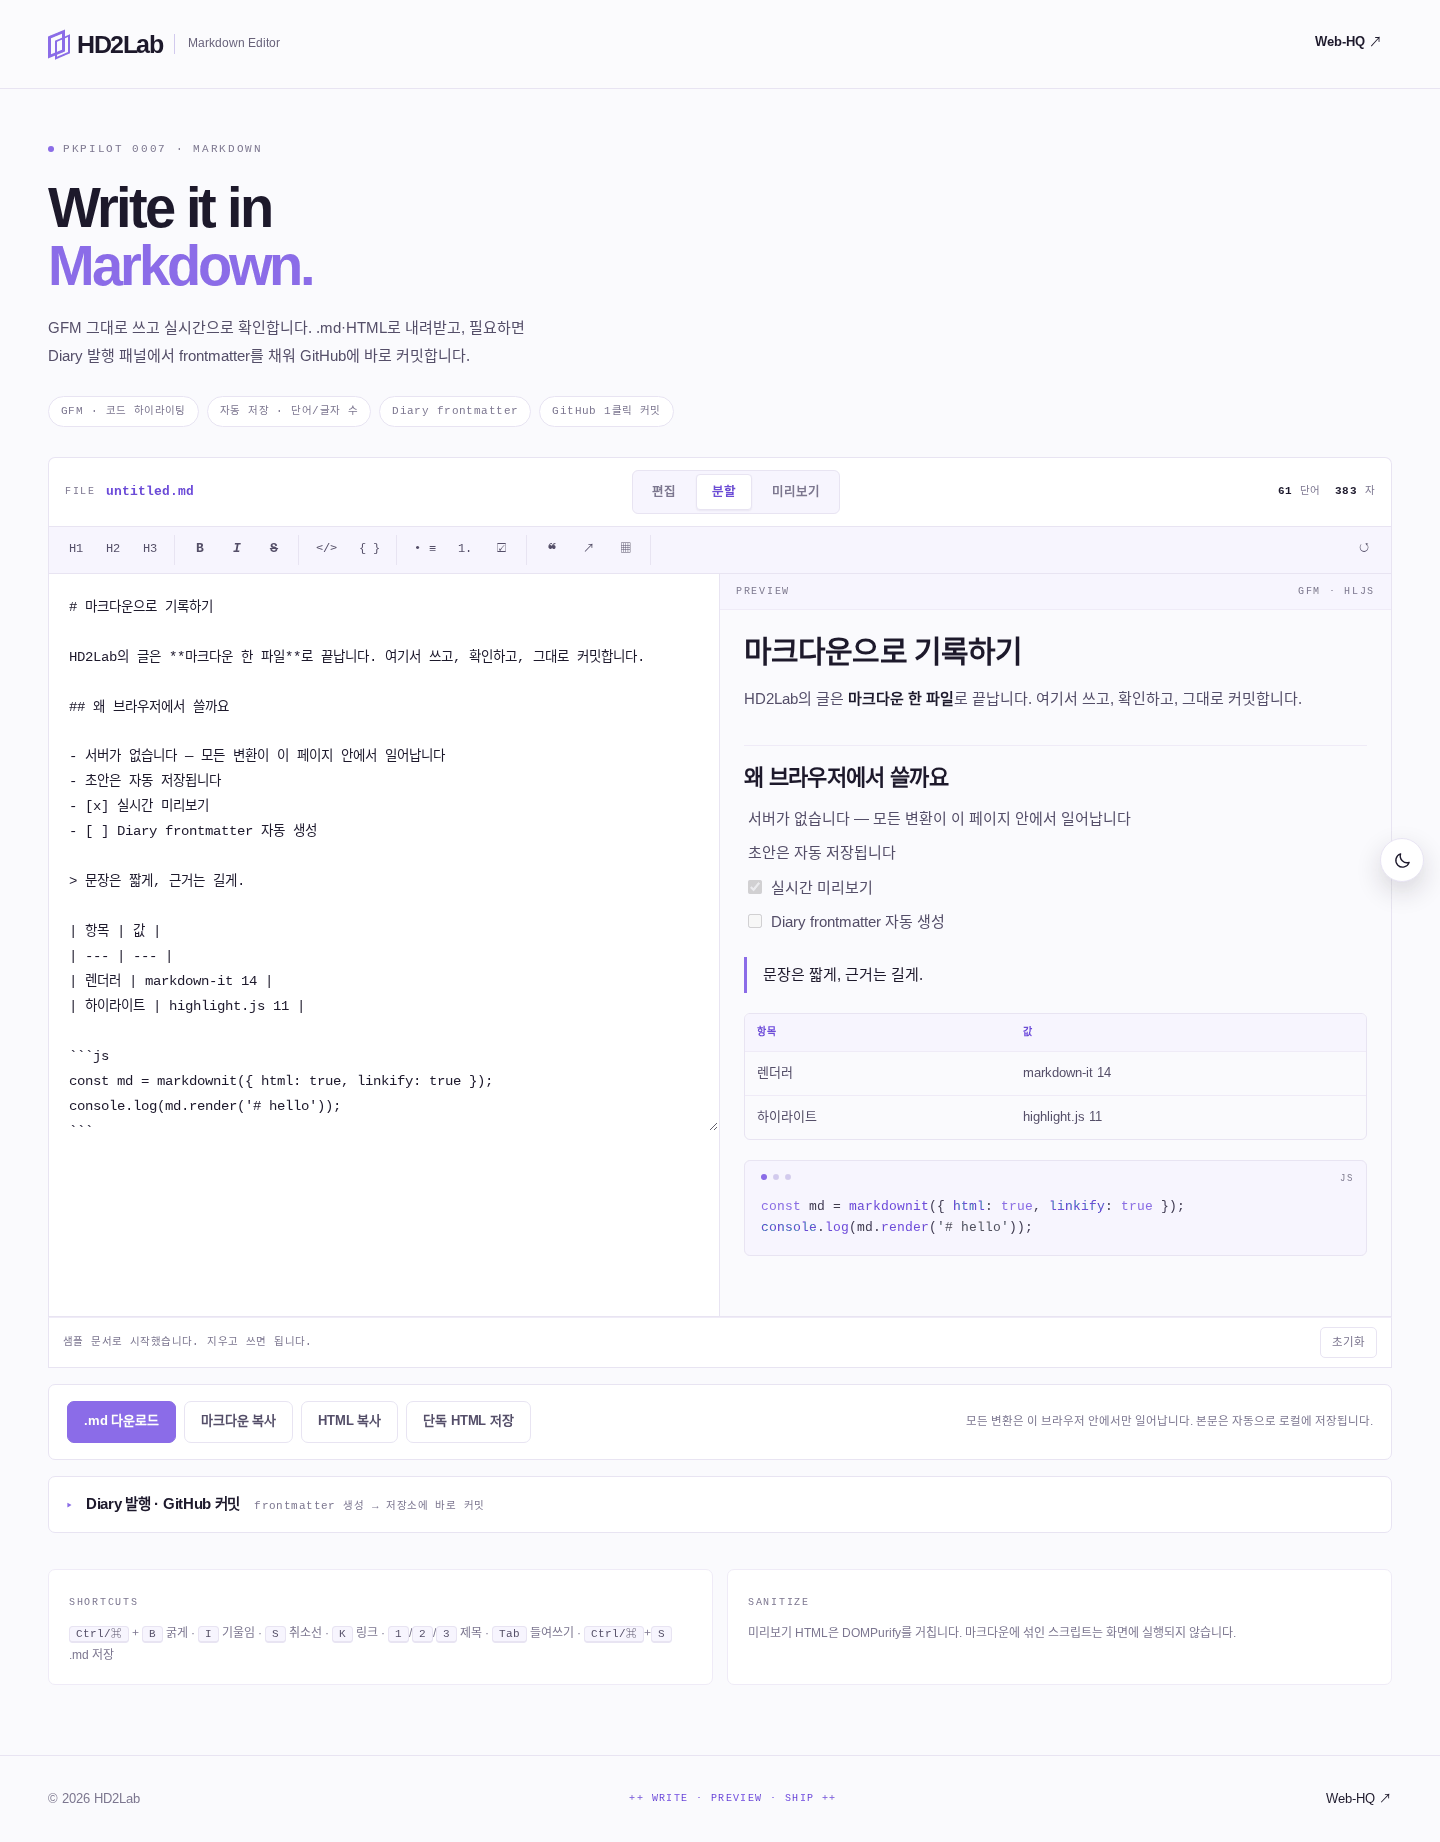 HD2Lab Markdown Editor Web-HQ ↗
PKPILOT 0007 · MARKDOWN
Write it in
Markdown.
GFM 그대로 쓰고 실시간으로 확인합니다. .md·HTML로 내려받고, 필요하면
Diary 발행 패널에서 frontmatter를 채워 GitHub에 바로 커밋합니다.
GFM · 코드 하이라이팅 자동 저장 · 단어/글자 수 Diary frontmatter GitHub 1클릭 커밋
FILE untitled.md 편집 분할 미리보기 61 단어 383 자
H1 H2 H3 B I S </> { } • ≡ 1. ☑ ❝ ↗ ▦ ↺
# 마크다운으로 기록하기

HD2Lab의 글은 **마크다운 한 파일**로 끝납니다. 여기서 쓰고, 확인하고, 그대로 커밋합니다.

## 왜 브라우저에서 쓸까요

- 서버가 없습니다 — 모든 변환이 이 페이지 안에서 일어납니다
- 초안은 자동 저장됩니다
- [x] 실시간 미리보기
- [ ] Diary frontmatter 자동 생성

> 문장은 짧게, 근거는 길게.

| 항목 | 값 |
| --- | --- |
| 렌더러 | markdown-it 14 |
| 하이라이트 | highlight.js 11 |

```js
const md = markdownit({ html: true, linkify: true });
console.log(md.render('# hello'));
```
PREVIEW GFM · HLJS
마크다운으로 기록하기
HD2Lab의 글은 마크다운 한 파일로 끝납니다. 여기서 쓰고, 확인하고, 그대로 커밋합니다.
왜 브라우저에서 쓸까요
서버가 없습니다 — 모든 변환이 이 페이지 안에서 일어납니다
초안은 자동 저장됩니다
실시간 미리보기
Diary frontmatter 자동 생성
문장은 짧게, 근거는 길게.
항목 값
렌더러 markdown-it 14
하이라이트 highlight.js 11
JS
const md = markdownit({ html: true, linkify: true });
console.log(md.render('# hello'));
샘플 문서로 시작했습니다. 지우고 쓰면 됩니다. 초기화
.md 다운로드 마크다운 복사 HTML 복사 단독 HTML 저장 모든 변환은 이 브라우저 안에서만 일어납니다. 본문은 자동으로 로컬에 저장됩니다.
▸ Diary 발행 · GitHub 커밋 frontmatter 생성 → 저장소에 바로 커밋
SHORTCUTS
Ctrl/⌘ + B 굵게 · I 기울임 · S 취소선 · K 링크 · 1/2/3 제목 · Tab 들여쓰기 · Ctrl/⌘+S
.md 저장
SANITIZE
미리보기 HTML은 DOMPurify를 거칩니다. 마크다운에 섞인 스크립트는 화면에 실행되지 않습니다.
© 2026 HD2Lab ++ WRITE · PREVIEW · SHIP ++ Web-HQ ↗